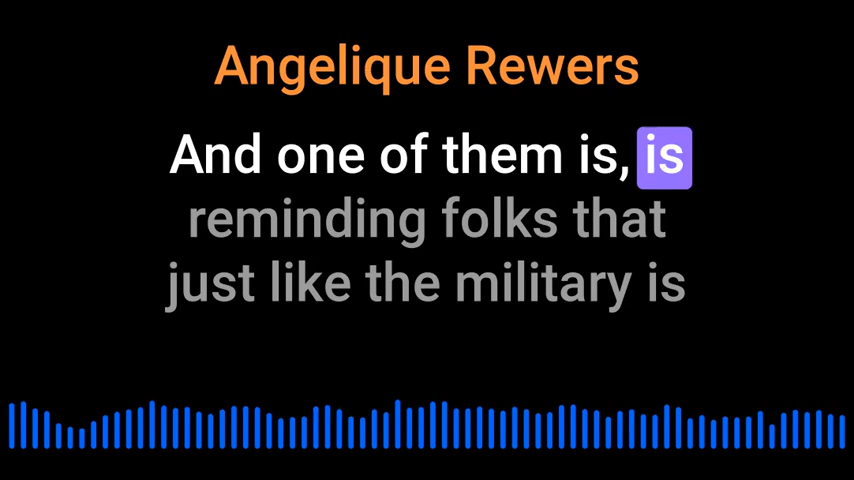 Angelique Rewers
And one of them is, is
reminding folks that
just like the military is